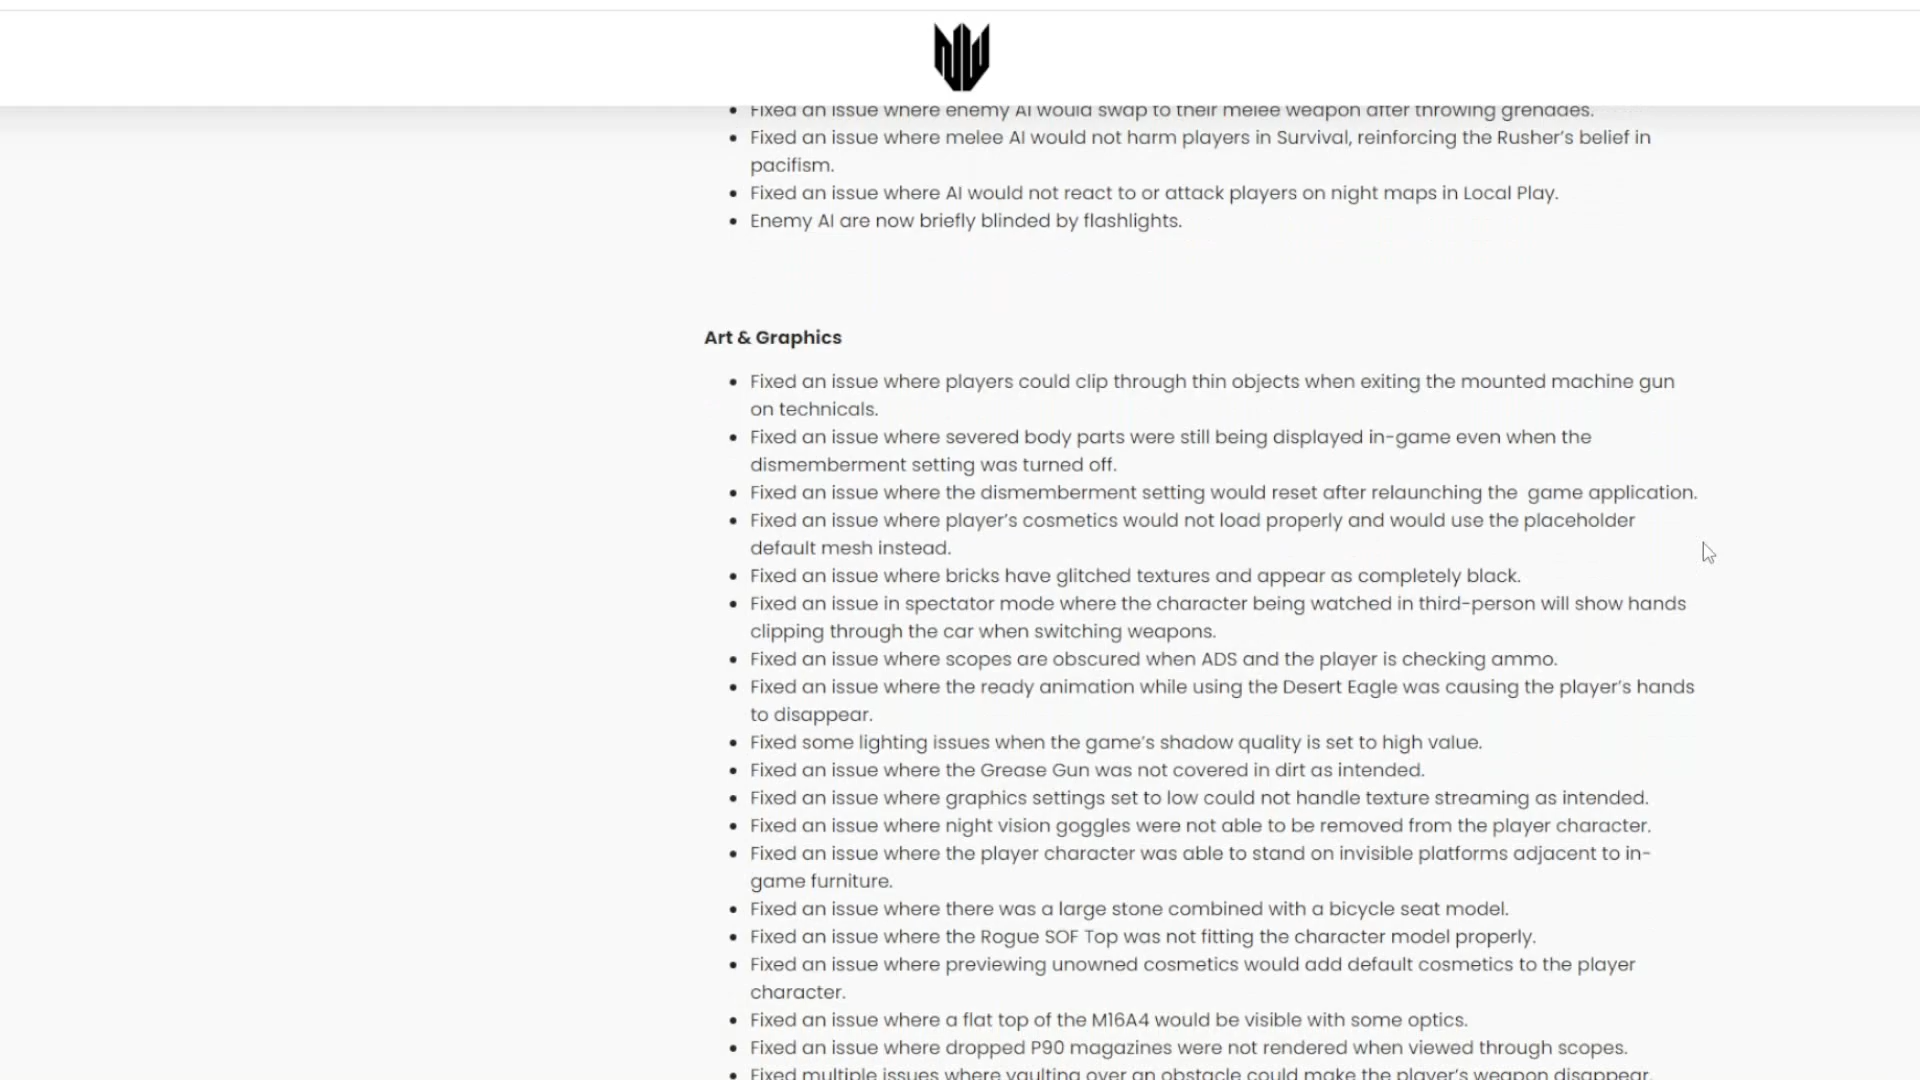 Fixed an issue where enemy AI would swap to their melee weapon after throwing grenades.
Fixed an issue where melee AI would not harm players in Survival, reinforcing the Rusher's belief in
pacifism.
Fixed an issue where AI would not react to or attack players on night maps in Local Play.
Enemy AI are now briefly blinded by flashlights.
Art & Graphics
Fixed an issue where players could clip through thin objects when exiting the mounted machine gun
on technicals.
Fixed an issue where severed body parts were still being displayed in-game even when the
dismemberment setting was turned off.
Fixed an issue where the dismemberment setting would reset after relaunching the  game application.
Fixed an issue where player's cosmetics would not load properly and would use the placeholder
default mesh instead.
Fixed an issue where bricks have glitched textures and appear as completely black.
Fixed an issue in spectator mode where the character being watched in third-person will show hands
clipping through the car when switching weapons.
Fixed an issue where scopes are obscured when ADS and the player is checking ammo.
Fixed an issue where the ready animation while using the Desert Eagle was causing the player's hands
to disappear.
Fixed some lighting issues when the game's shadow quality is set to high value.
Fixed an issue where the Grease Gun was not covered in dirt as intended.
Fixed an issue where graphics settings set to low could not handle texture streaming as intended.
Fixed an issue where night vision goggles were not able to be removed from the player character.
Fixed an issue where the player character was able to stand on invisible platforms adjacent to in-
game furniture.
Fixed an issue where there was a large stone combined with a bicycle seat model.
Fixed an issue where the Rogue SOF Top was not fitting the character model properly.
Fixed an issue where previewing unowned cosmetics would add default cosmetics to the player
character.
Fixed an issue where a flat top of the M16A4 would be visible with some optics.
Fixed an issue where dropped P90 magazines were not rendered when viewed through scopes.
Fixed multiple issues where vaulting over an obstacle could make the player's weapon disappear.